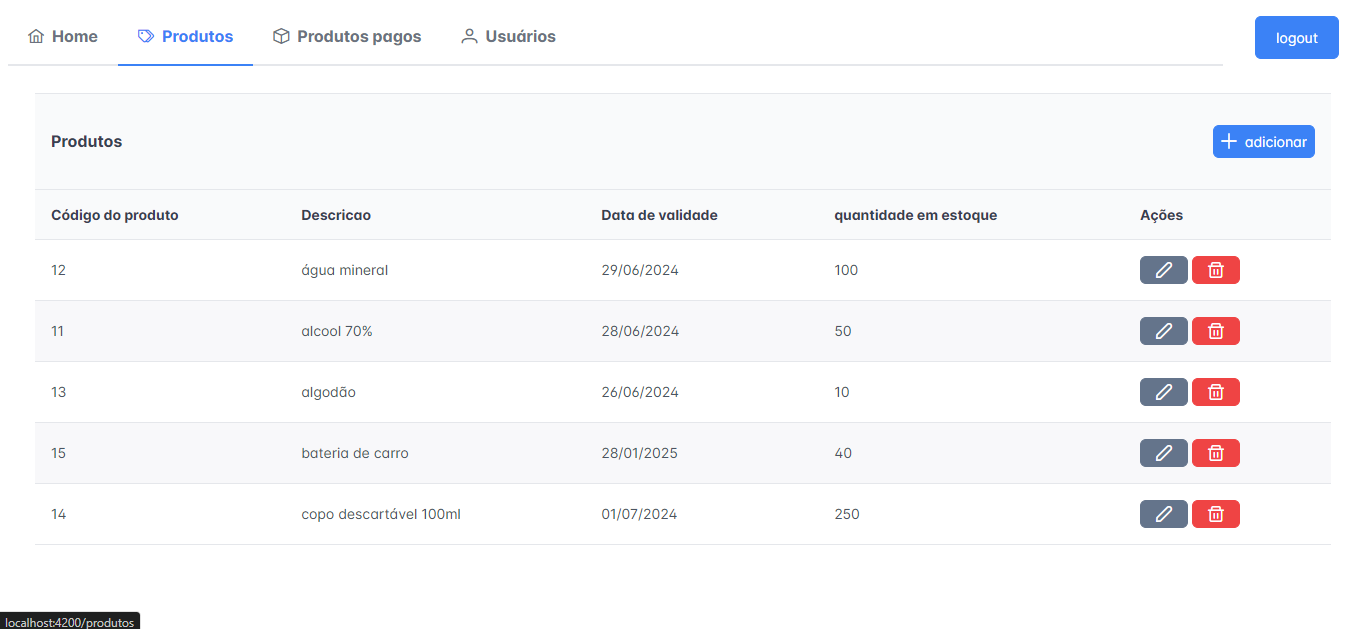 Home Produtos Produtos pagos Usuários logout
Produtos adicionar
Código do produto Descricao Data de validade quantidade em estoque Ações
12 água mineral 29/06/2024 100
11 alcool 70% 28/06/2024 50
13 algodão 26/06/2024 10
15 bateria de carro 28/01/2025 40
14 copo descartável 100ml 01/07/2024 250
localhost:4200/produtos